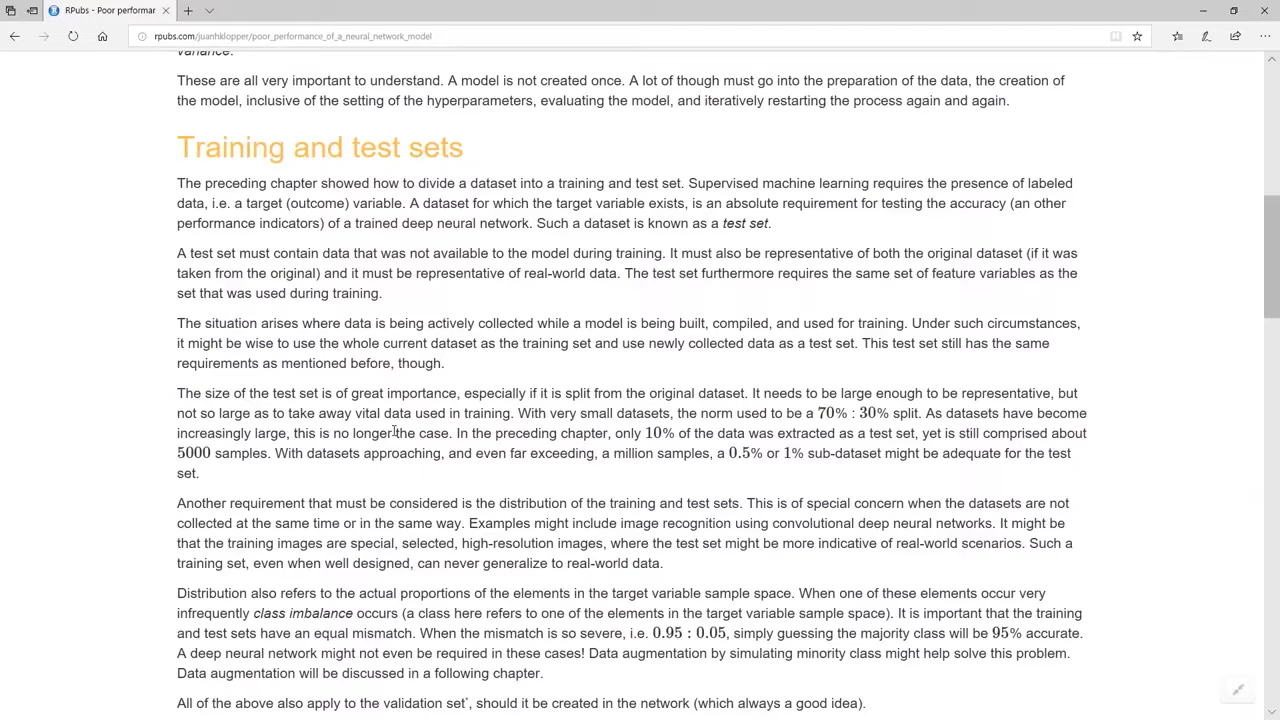 RPubs - Poor performar
rpubs.com/juanhklopper/poor_performance_of_a_neural_network_model
variance.
These are all very important to understand. A model is not created once. A lot of though must go into the preparation of the data, the creation of
the model, inclusive of the setting of the hyperparameters, evaluating the model, and iteratively restarting the process again and again.
Training and test sets
The preceding chapter showed how to divide a dataset into a training and test set. Supervised machine learning requires the presence of labeled
data, i.e. a target (outcome) variable. A dataset for which the target variable exists, is an absolute requirement for testing the accuracy (an other
performance indicators) of a trained deep neural network. Such a dataset is known as a test set.
A test set must contain data that was not available to the model during training. It must also be representative of both the original dataset (if it was
taken from the original) and it must be representative of real-world data. The test set furthermore requires the same set of feature variables as the
set that was used during training.
The situation arises where data is being actively collected while a model is being built, compiled, and used for training. Under such circumstances,
it might be wise to use the whole current dataset as the training set and use newly collected data as a test set. This test set still has the same
requirements as mentioned before, though.
The size of the test set is of great importance, especially if it is split from the original dataset. It needs to be large enough to be representative, but
not so large as to take away vital data used in training. With very small datasets, the norm used to be a 70% : 30% split. As datasets have become
increasingly large, this is no longer the case. In the preceding chapter, only 10% of the data was extracted as a test set, yet is still comprised about
5000 samples. With datasets approaching, and even far exceeding, a million samples, a 0.5% or 1% sub-dataset might be adequate for the test
set.
Another requirement that must be considered is the distribution of the training and test sets. This is of special concern when the datasets are not
collected at the same time or in the same way. Examples might include image recognition using convolutional deep neural networks. It might be
that the training images are special, selected, high-resolution images, where the test set might be more indicative of real-world scenarios. Such a
training set, even when well designed, can never generalize to real-world data.
Distribution also refers to the actual proportions of the elements in the target variable sample space. When one of these elements occur very
infrequently class imbalance occurs (a class here refers to one of the elements in the target variable sample space). It is important that the training
and test sets have an equal mismatch. When the mismatch is so severe, i.e. 0.95 : 0.05, simply guessing the majority class will be 95% accurate.
A deep neural network might not even be required in these cases! Data augmentation by simulating minority class might help solve this problem.
Data augmentation will be discussed in a following chapter.
All of the above also apply to the validation set*, should it be created in the network (which always a good idea).